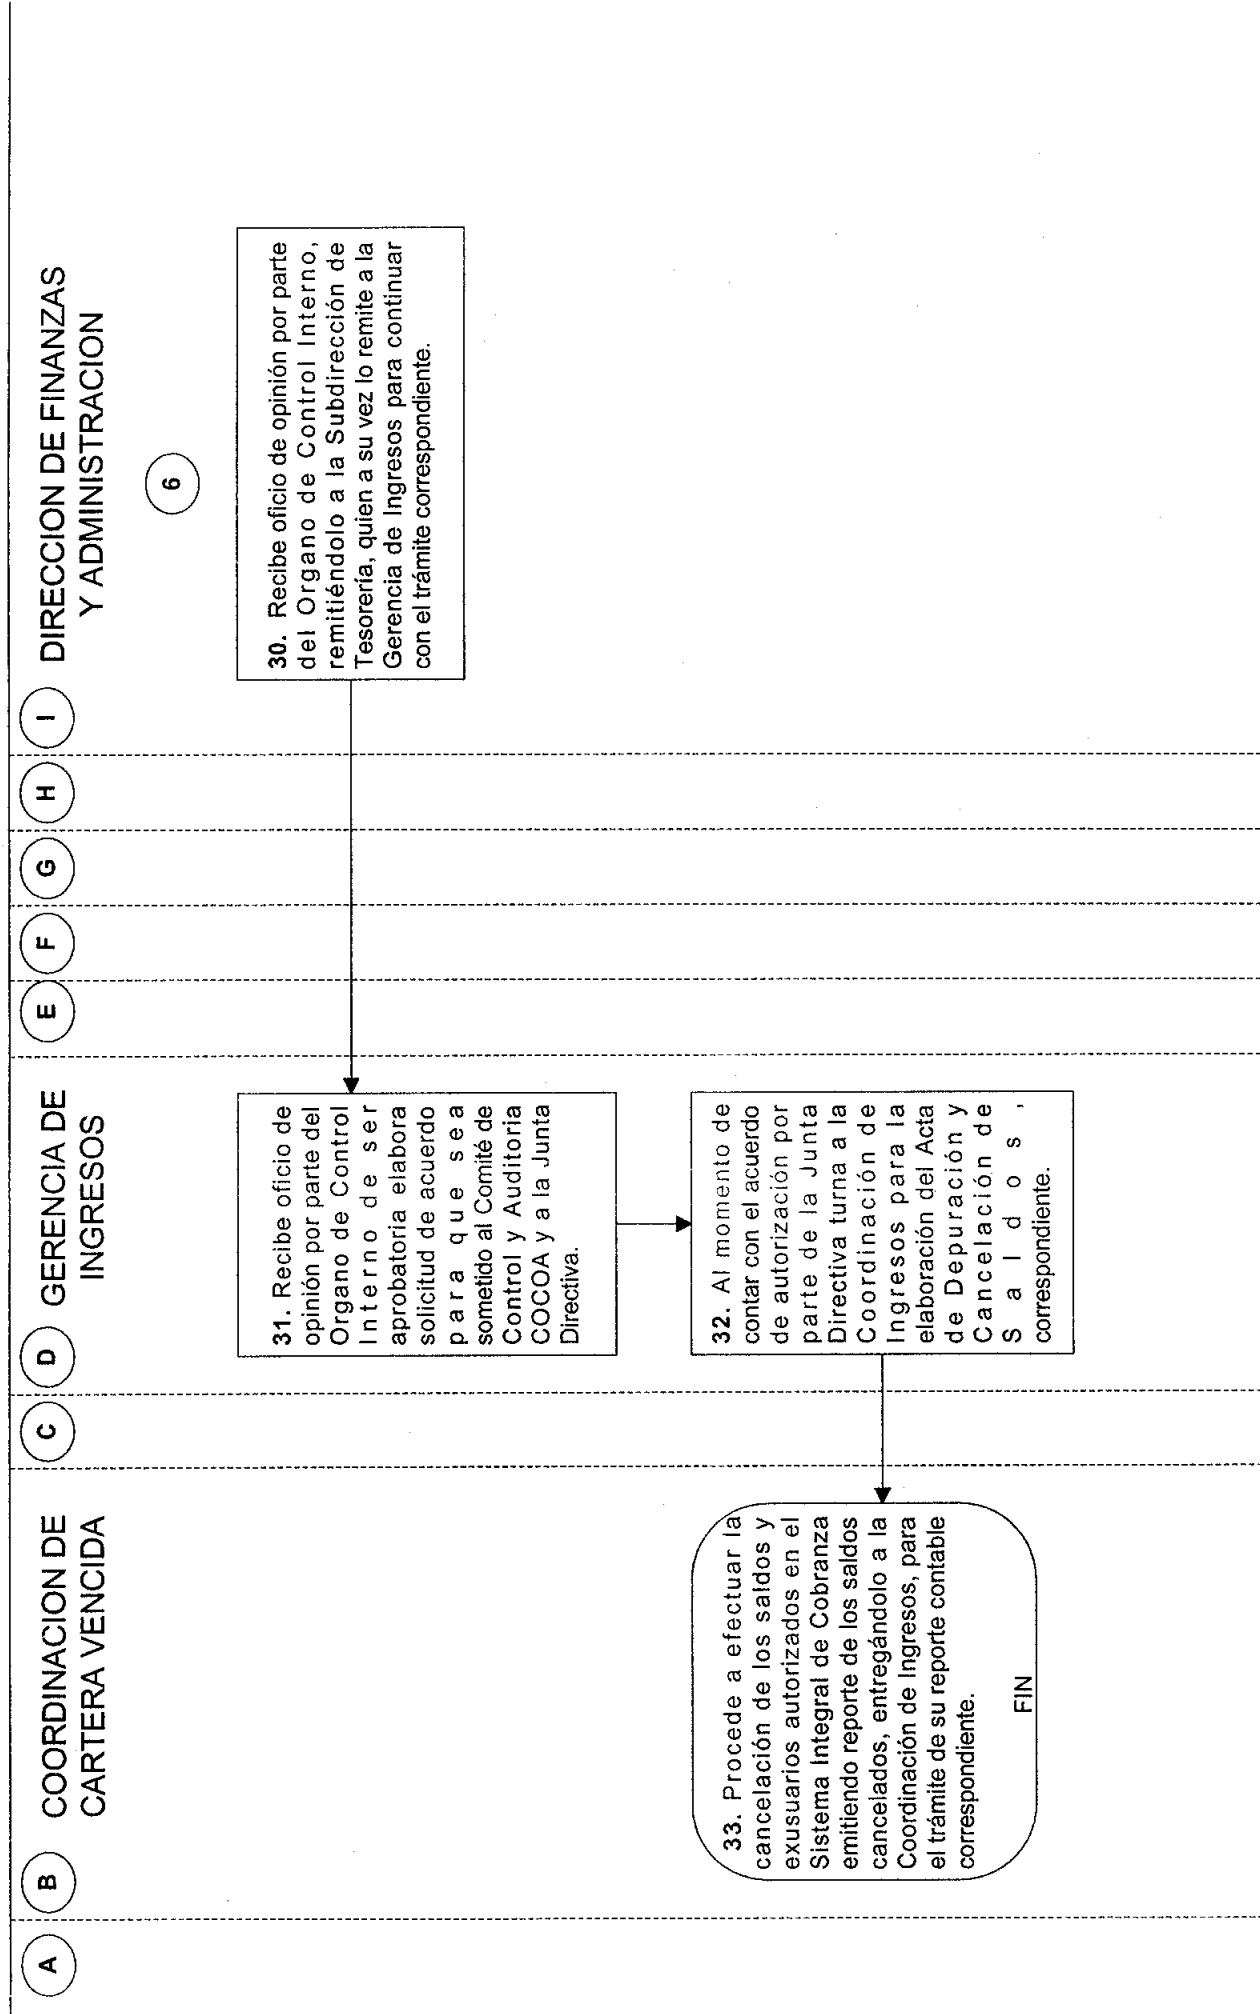 A
B
COORDINACION DE
CARTERA VENCIDA
C
D
GERENCIA DE
INGRESOS
E
F
G
H
I
DIRECCION DE FINANZAS
Y ADMINISTRACION
6
30. Recibe oficio de opinión por parte
del Organo de Control Interno,
remitiéndolo a la Subdirección de
Tesorería, quien a su vez lo remite a la
Gerencia de Ingresos para continuar
con el trámite correspondiente.
31. Recibe oficio de
opinión por parte del
Organo de Control
Interno de ser
aprobatoria elabora
solicitud de acuerdo
para que sea
sometido al Comité de
Control y Auditoria
COCOA y a la Junta
Directiva.
32. Al momento de
contar con el acuerdo
de autorización por
parte de la Junta
Directiva turna a la
Coordinación de
Ingresos para la
elaboración del Acta
de Depuración y
Cancelación de
Saldos,
correspondiente.
33. Procede a efectuar la
cancelación de los saldos y
exusuarios autorizados en el
Sistema Integral de Cobranza
emitiendo reporte de los saldos
cancelados, entregándolo a la
Coordinación de Ingresos, para
el trámite de su reporte contable
correspondiente.
FIN